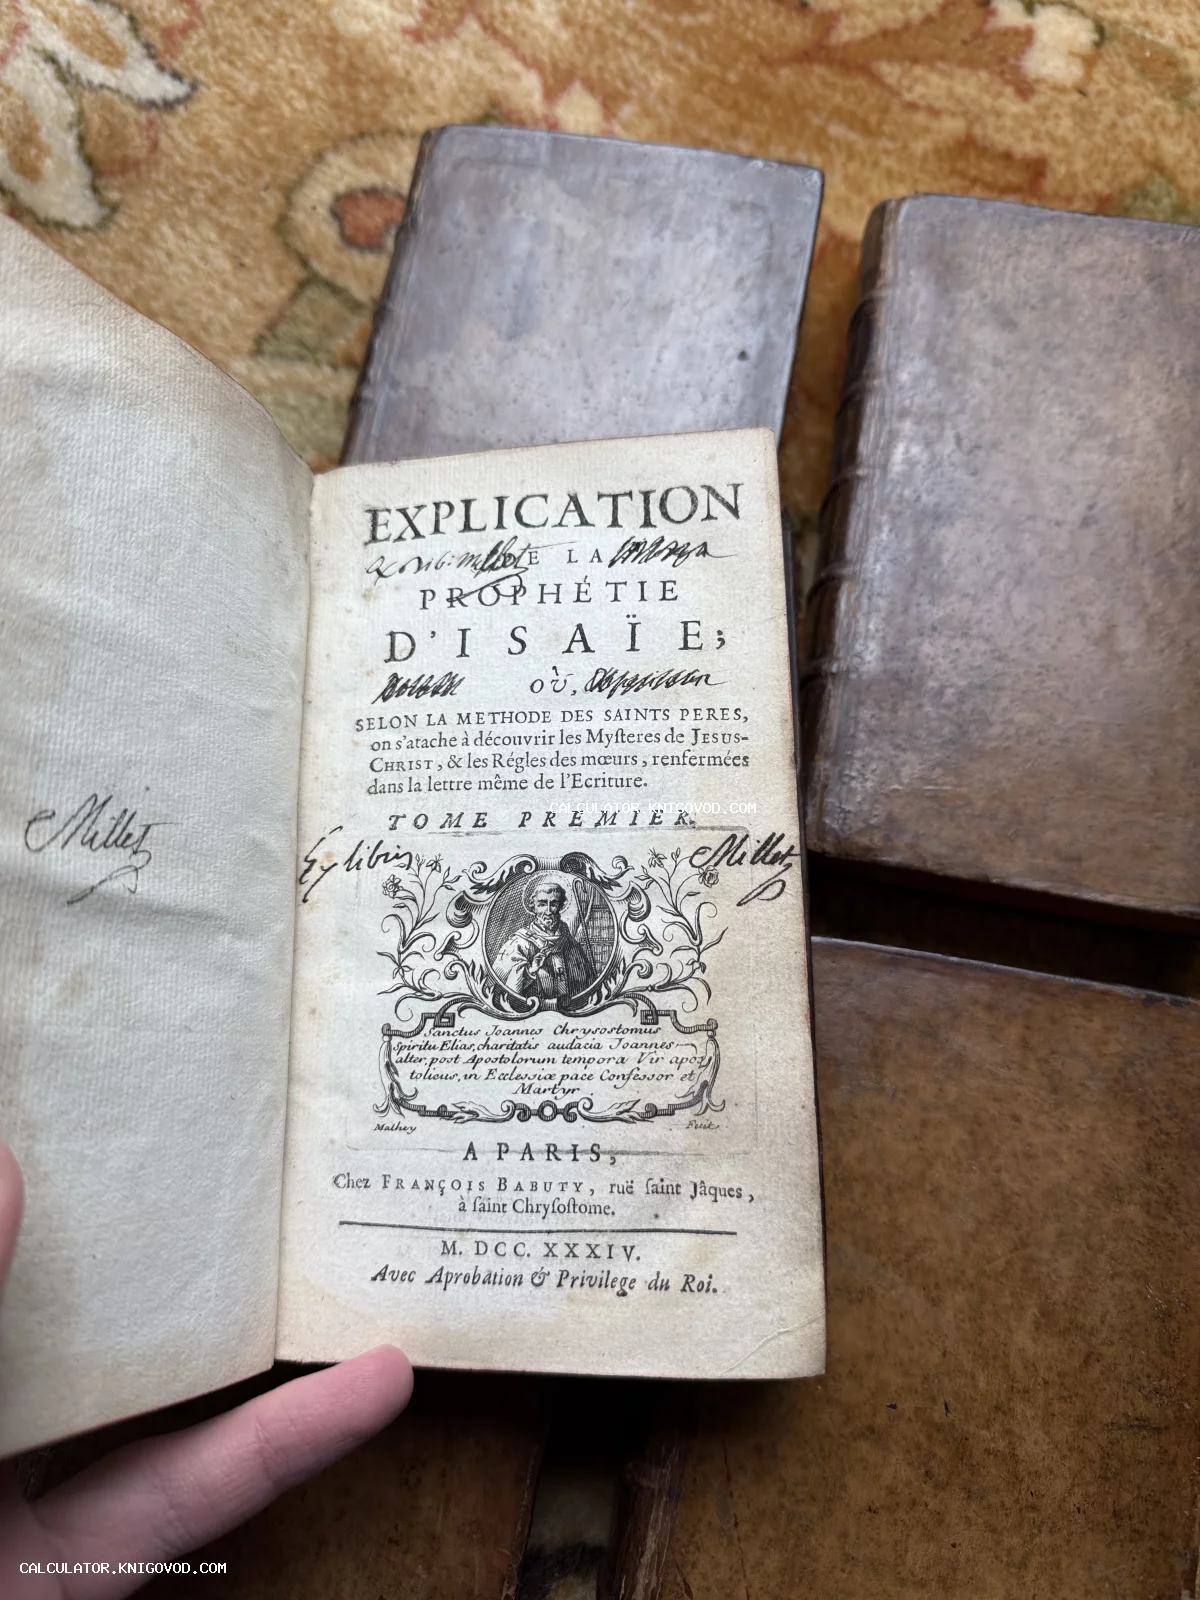 Millet
EXPLICATION
DE LA
PROPHÉTIE
D'ISAÏE;
OÙ,
SELON LA METHODE DES SAINTS PERES,
on s'atache à découvrir les Myſteres de JESUS-
CHRIST, & les Régles des mœurs, renfermées
dans la lettre même de l'Ecriture.
CALCULATOR.KNIGOVOD.COM
TOME PREMIER.
Ex libris Millet
Sanctus Joannes Chrysostomus
Spiritu Elias, charitatis audacia Joannes
alter, post Apostolorum tempora Vir apos
tolicus, in Ecclesiæ pace Confessor et
Martyr.
Mathey Fecit
A PARIS,
Chez FRANÇOIS BABUTY, ruë ſaint Jâques,
à ſaint Chryſoſtome.
M. DCC. XXXIV.
Avec Aprobation & Privilege du Roi.
CALCULATOR.KNIGOVOD.COM